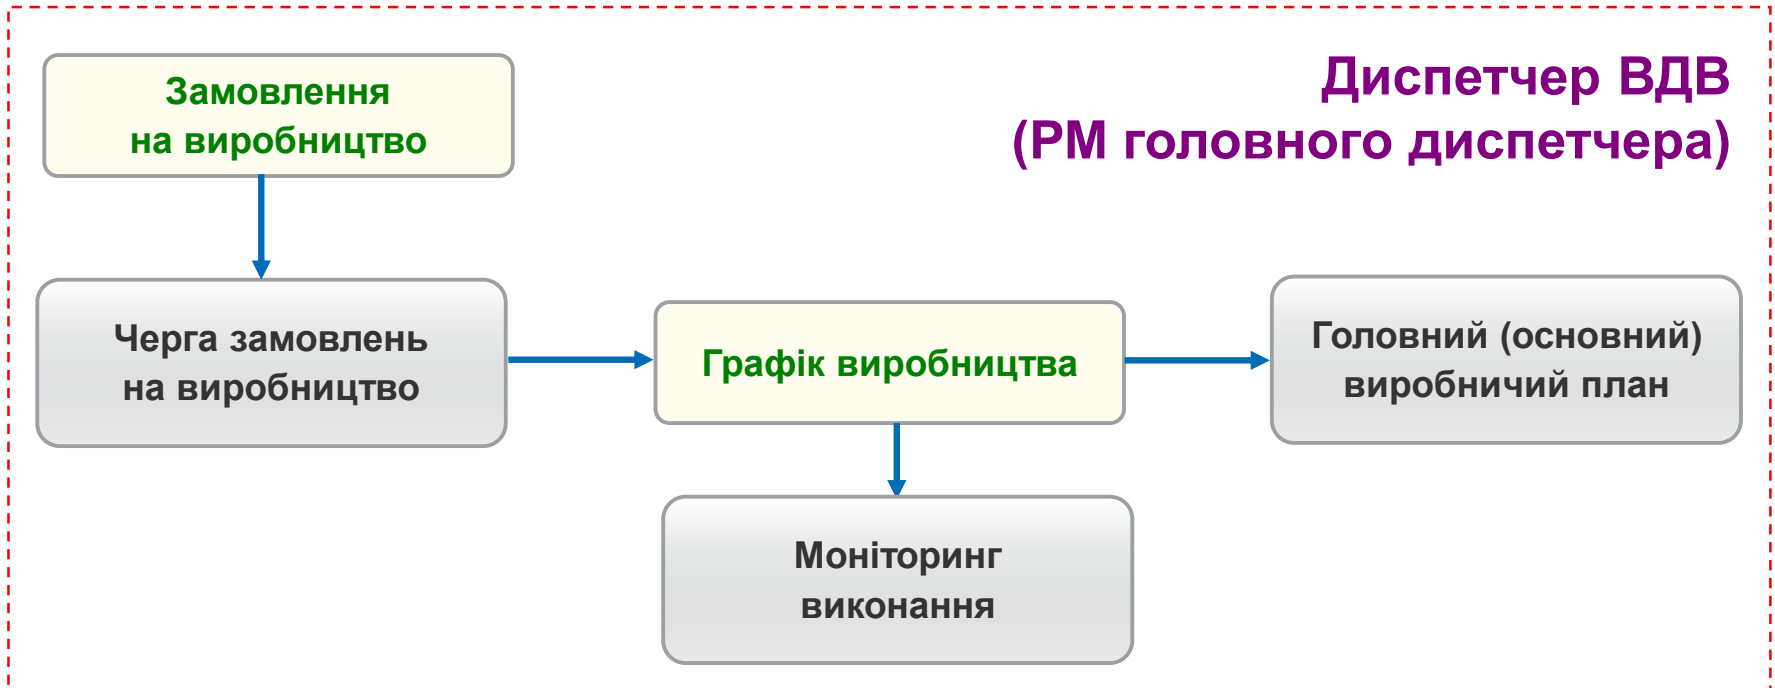 Замовлення
на виробництво
Диспетчер ВДВ
(РМ головного диспетчера)
Черга замовлень
на виробництво
Графік виробництва
Головний (основний)
виробничий план
Моніторинг
виконання